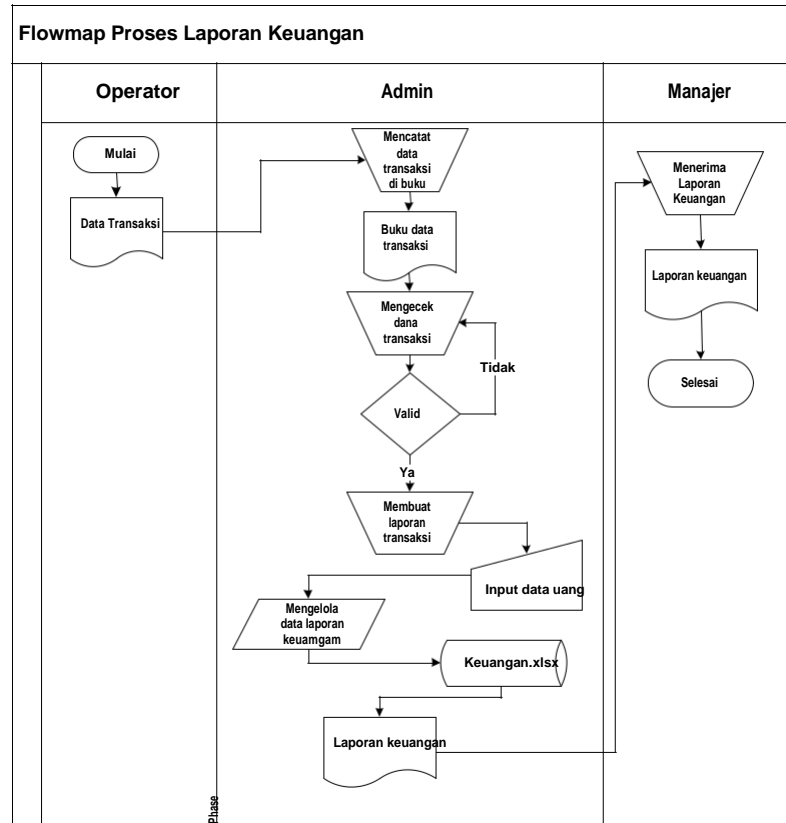 Flowmap Proses Laporan Keuangan
Operator
Admin
Manajer
Mulai
Data Transaksi
Mencatat
data
transaksi
di buku
Buku data
transaksi
Mengecek
dana
transaksi
Tidak
Valid
Ya
Membuat
laporan
transaksi
Input data uang
Mengelola
data laporan
keuamgam
Keuangan.xlsx
Laporan keuangan
Menerima
Laporan
Keuangan
Laporan keuangan
Selesai
Phase